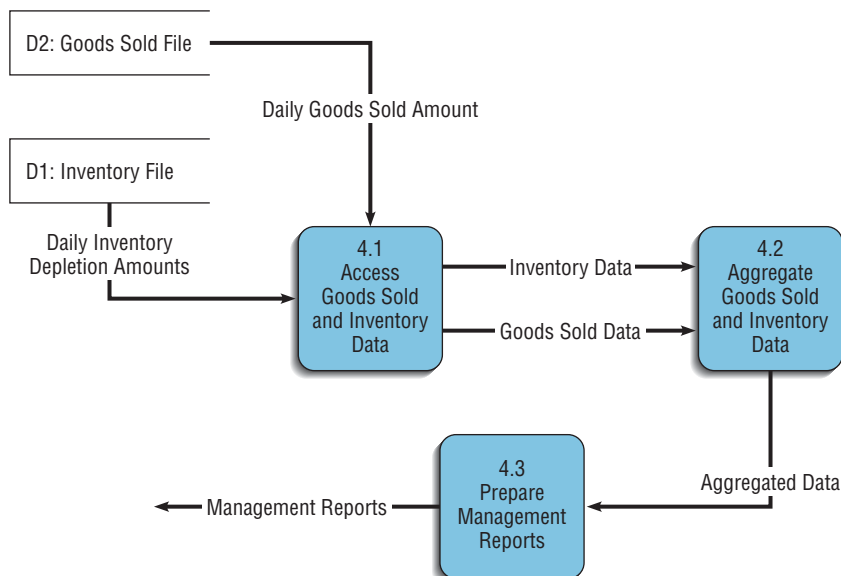 D2: Goods Sold File
Daily Goods Sold Amount
D1: Inventory File
Daily Inventory
Depletion Amounts
4.1
Access
Goods Sold
and Inventory
Data
Inventory Data
Goods Sold Data
4.2
Aggregate
Goods Sold
and Inventory
Data
Aggregated Data
4.3
Prepare
Management
Reports
Management Reports